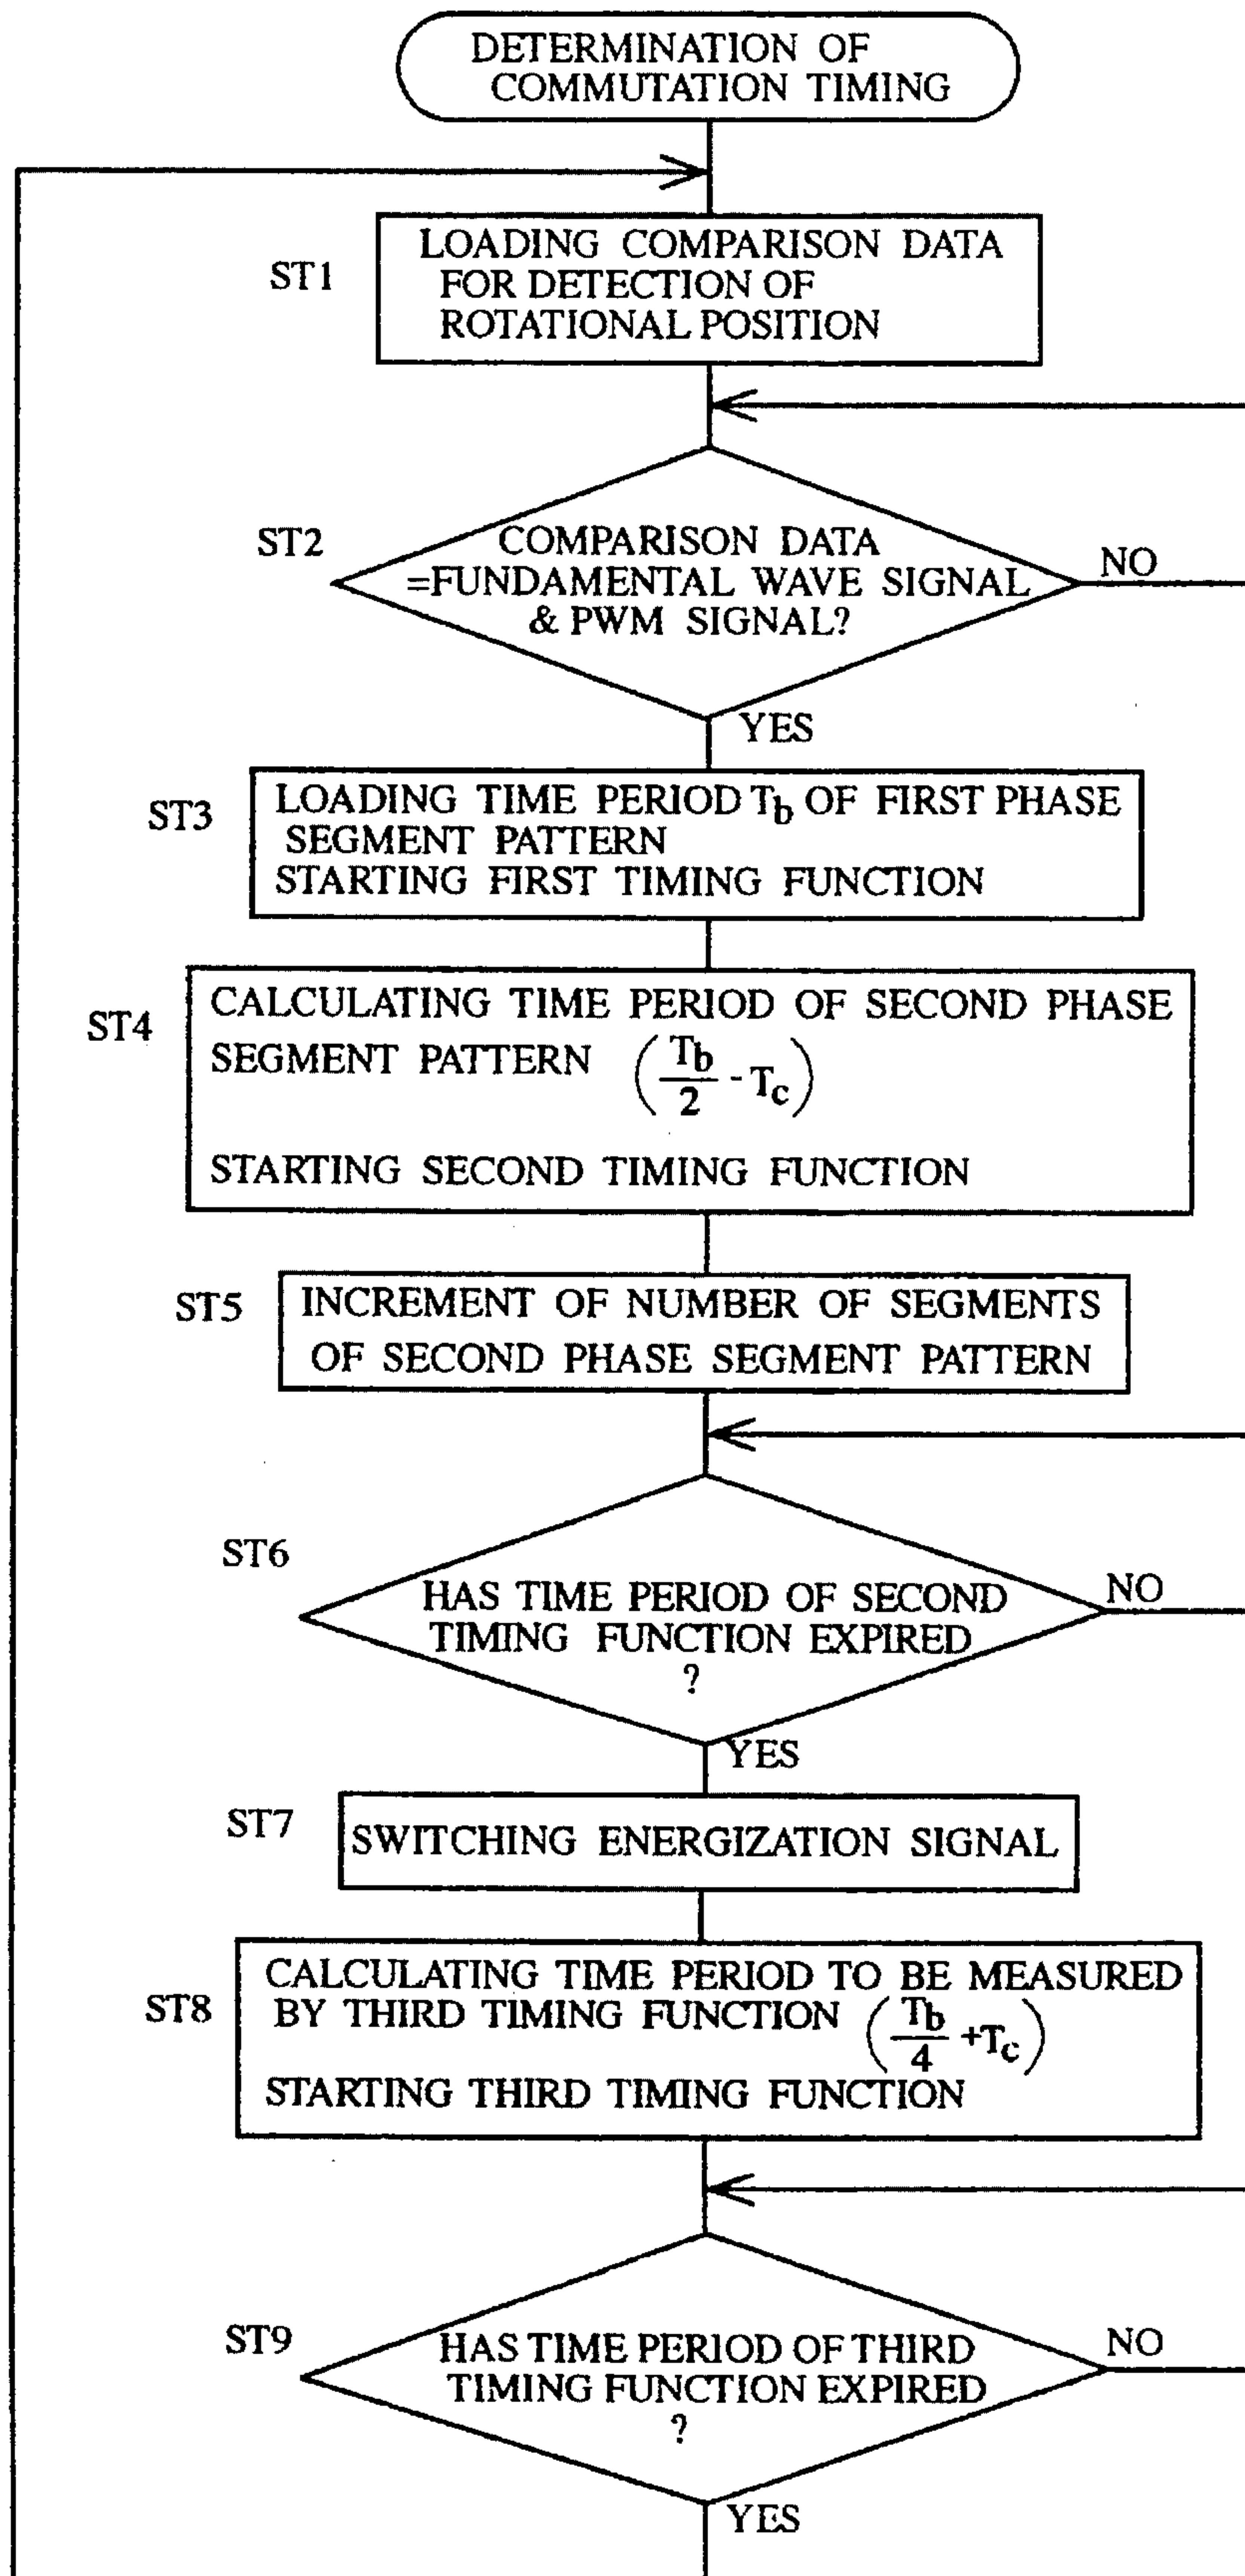 DETERMINATION OF
COMMUTATION TIMING
ST1
LOADING COMPARISON DATA
FOR DETECTION OF
ROTATIONAL POSITION
ST2
COMPARISON DATA
=FUNDAMENTAL WAVE SIGNAL
& PWM SIGNAL?
NO
YES
ST3
LOADING TIME PERIOD Tb OF FIRST PHASE
SEGMENT PATTERN
STARTING FIRST TIMING FUNCTION
ST4
CALCULATING TIME PERIOD OF SECOND PHASE
SEGMENT PATTERN (Tb/2 - Tc)
STARTING SECOND TIMING FUNCTION
ST5
INCREMENT OF NUMBER OF SEGMENTS
OF SECOND PHASE SEGMENT PATTERN
ST6
HAS TIME PERIOD OF SECOND
TIMING FUNCTION EXPIRED
?
NO
YES
ST7
SWITCHING ENERGIZATION SIGNAL
ST8
CALCULATING TIME PERIOD TO BE MEASURED
BY THIRD TIMING FUNCTION (Tb/4 +Tc)
STARTING THIRD TIMING FUNCTION
ST9
HAS TIME PERIOD OF THIRD
TIMING FUNCTION EXPIRED
?
NO
YES